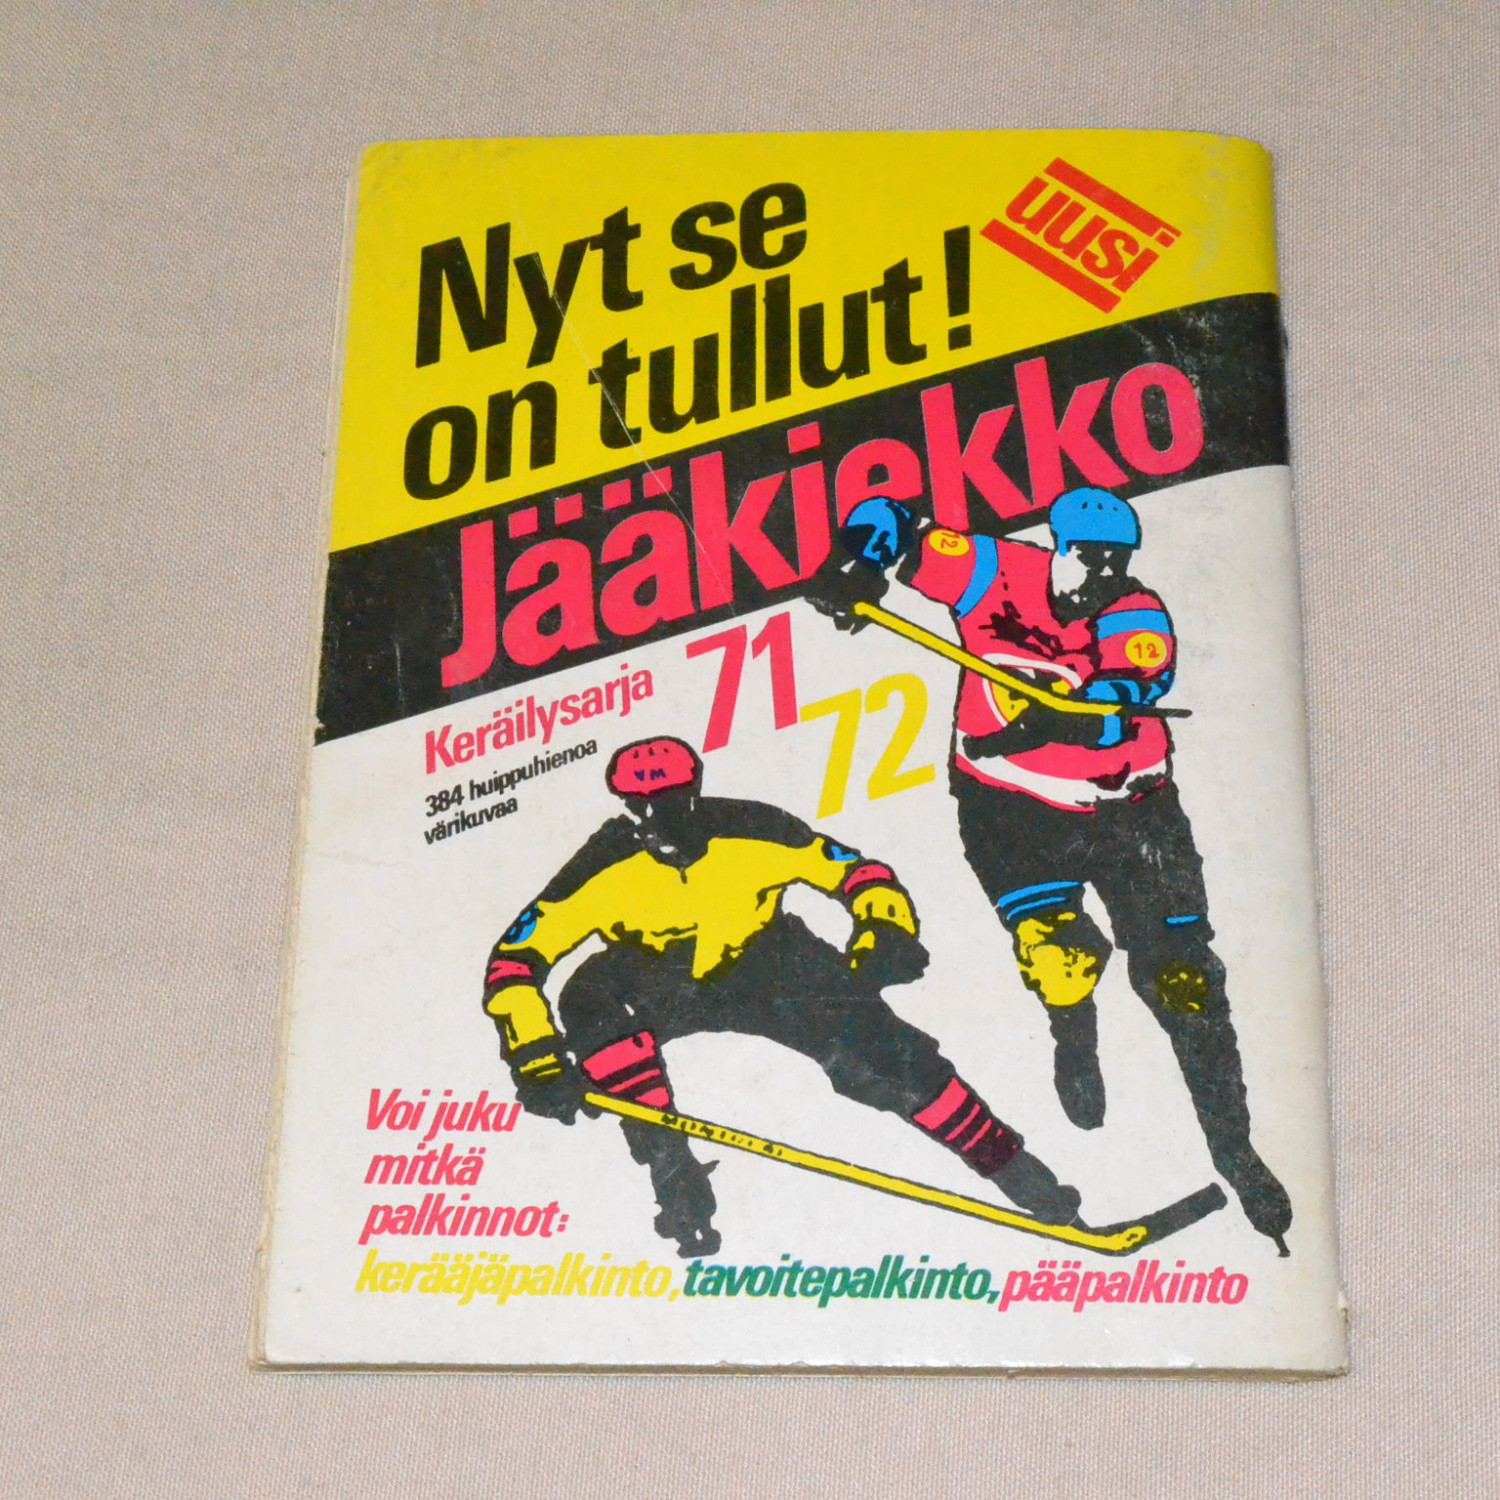 Nyt se
on tullut!
uusi
Jääkiekko
Keräilysarja
71
72
384 huippuhienoa
värikuvaa
12
12
WA
Voi juku
mitkä
palkinnot:
kerääjäpalkinto, tavoitepalkinto, pääpalkinto